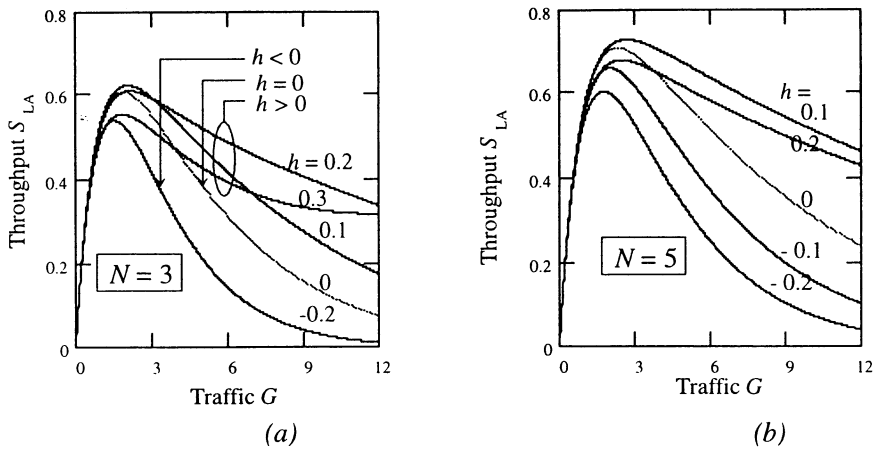 0.8
0.6
0.4
0.2
0
Throughput S LA
h < 0
h = 0
h > 0
h = 0.2
0.3
0.1
0
-0.2
N = 3
0 3 6 9 12
Traffic G
(a)
0.8
0.6
0.4
0.2
0
Throughput S LA
h =
0.1
0.2
0
- 0.1
- 0.2
N = 5
0 3 6 9 12
Traffic G
(b)